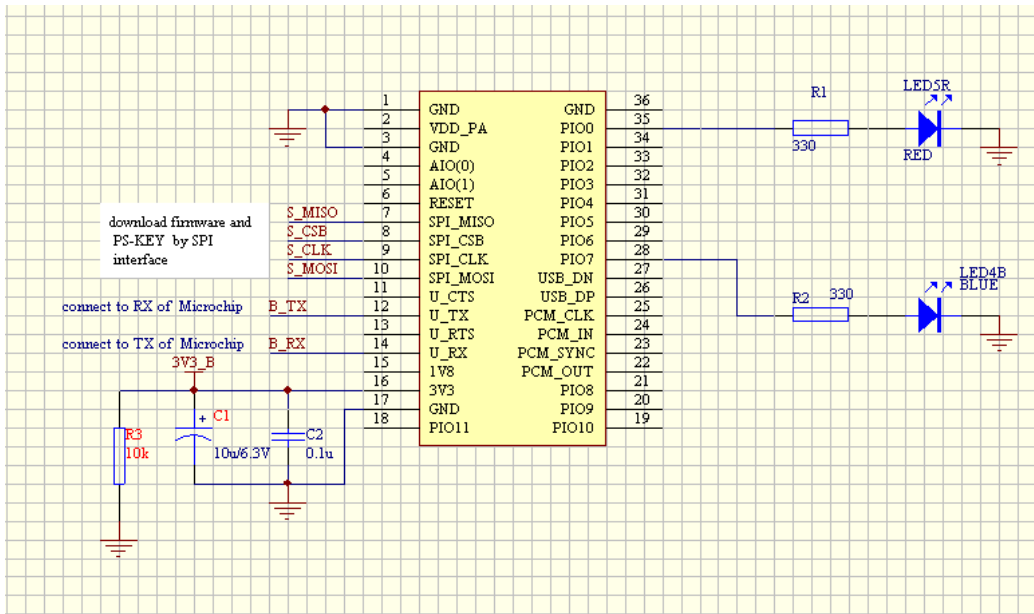 1 GND GND 36
2 VDD_PA PIO0 35
3 GND PIO1 34
4 AIO(0) PIO2 33
5 AIO(1) PIO3 32
6 RESET PIO4 31
S_MISO 7 SPI_MISO PIO5 30
S_CSB 8 SPI_CSB PIO6 29
S_CLK 9 SPI_CLK PIO7 28
S_MOSI 10 SPI_MOSI USB_DN 27
11 U_CTS USB_DP 26
B_TX 12 U_TX PCM_CLK 25
13 U_RTS PCM_IN 24
B_RX 14 U_RX PCM_SYNC 23
15 1V8 PCM_OUT 22
16 3V3 PIO8 21
17 GND PIO9 20
18 PIO11 PIO10 19
download firmware and
PS-KEY by SPI
interface
connect to RX of Microchip
connect to TX of Microchip
3V3_B
R3
10k
+ C1
10u/6.3V
C2
0.1u
R1
330
LED5R
RED
R2 330
LED4B
BLUE